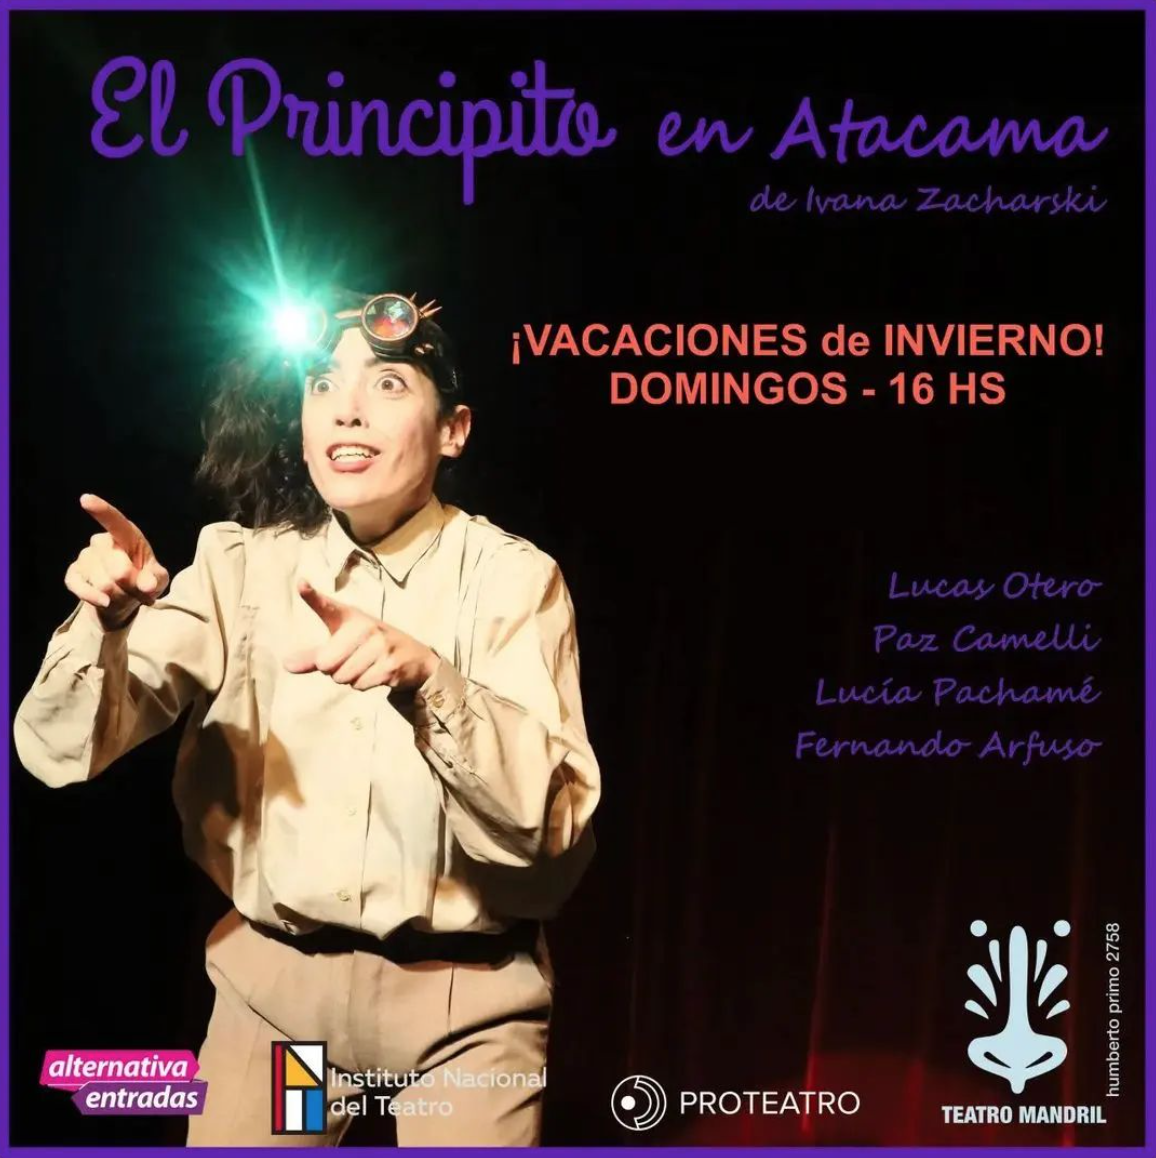 El Principito en Atacama
de Ivana Zacharski
¡VACACIONES de INVIERNO!
DOMINGOS - 16 HS
Lucas Otero
Paz Camelli
Lucía Pachamé
Fernando Arfuso
alternativa
entradas
Instituto Nacional
del Teatro
PROTEATRO
TEATRO MANDRIL
humberto primo 2758